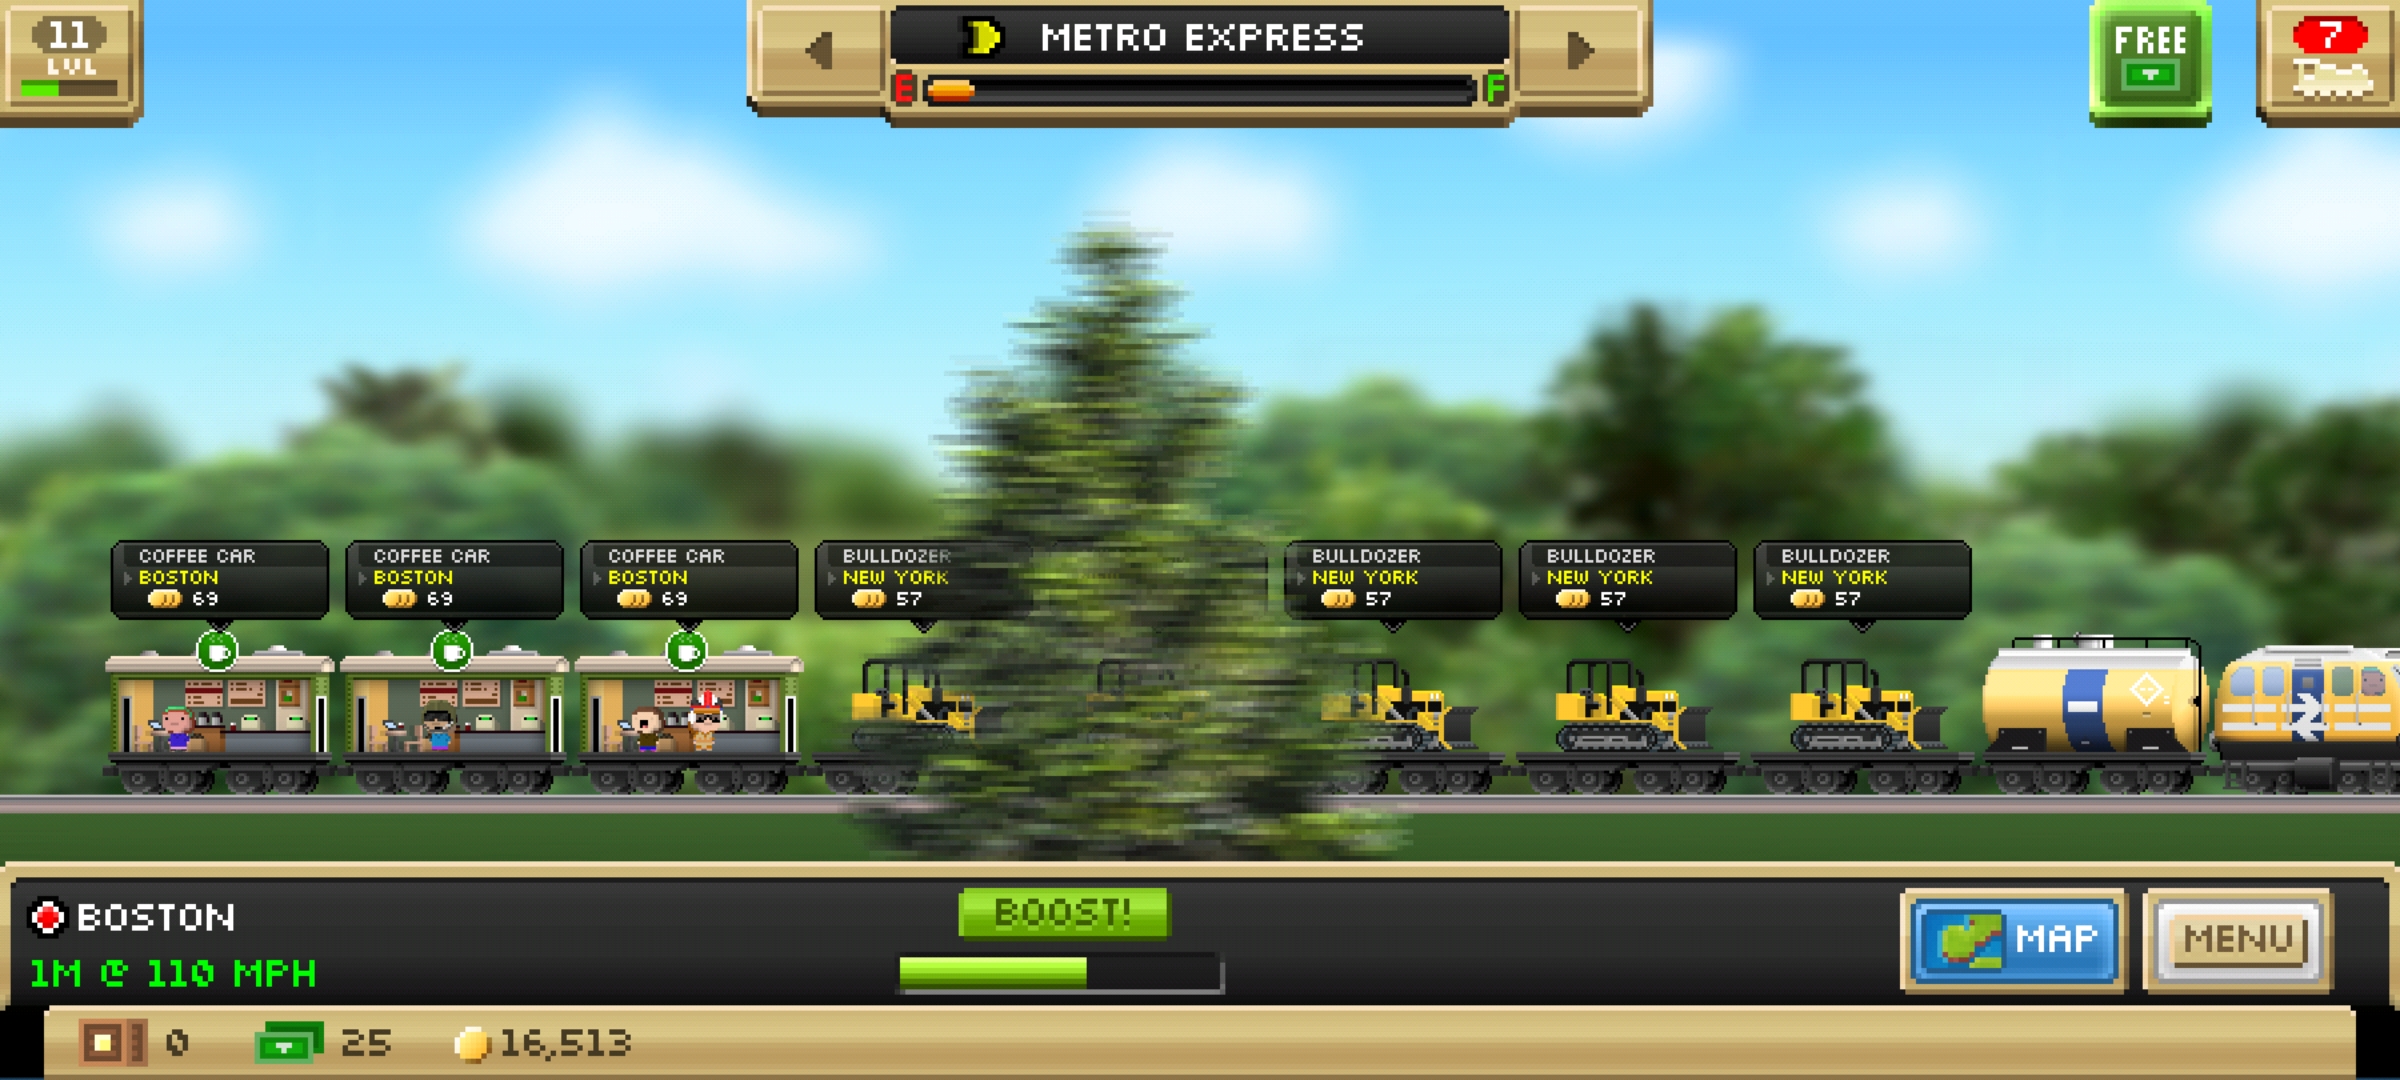 11
LVL
METRO EXPRESS
E F
FREE
7
COFFEE CAR
BOSTON
69
COFFEE CAR
BOSTON
69
COFFEE CAR
BOSTON
69
BULLDOZER
NEW YORK
57
BULLDOZER
NEW YORK
57
BULLDOZER
NEW YORK
57
BULLDOZER
NEW YORK
57
BOSTON
1M @ 110 MPH
BOOST!
MAP
MENU
0
25
16,513